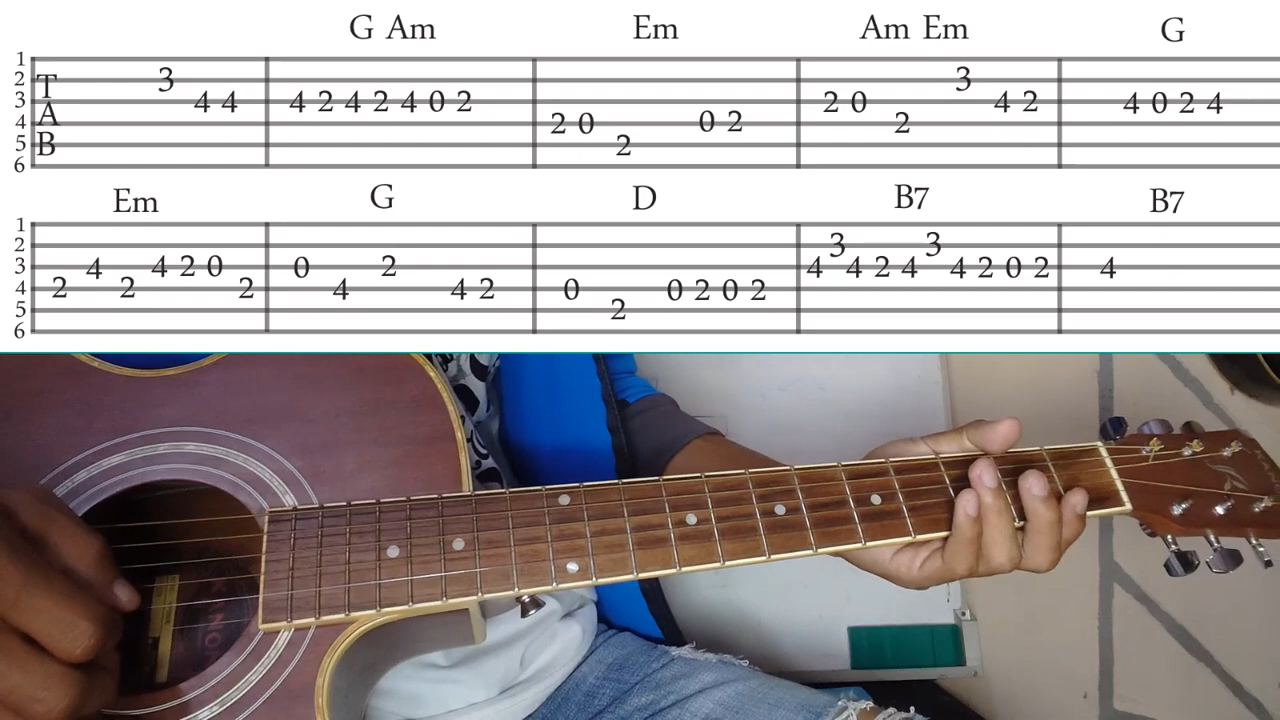 G Am Em Am Em G
1
2 T 3 3
3 4 4 4 2 4 2 4 0 2 2 0 4 2 4 0 2 4
4 A 2 0 0 2 2
5 B 2
6
Em G D B7 B7
1
2 3 3
3 4 4 2 0 0 2 4 4 2 4 4 2 0 2 4
4 2 2 2 4 4 2 0 0 2 0 2
5 2
6